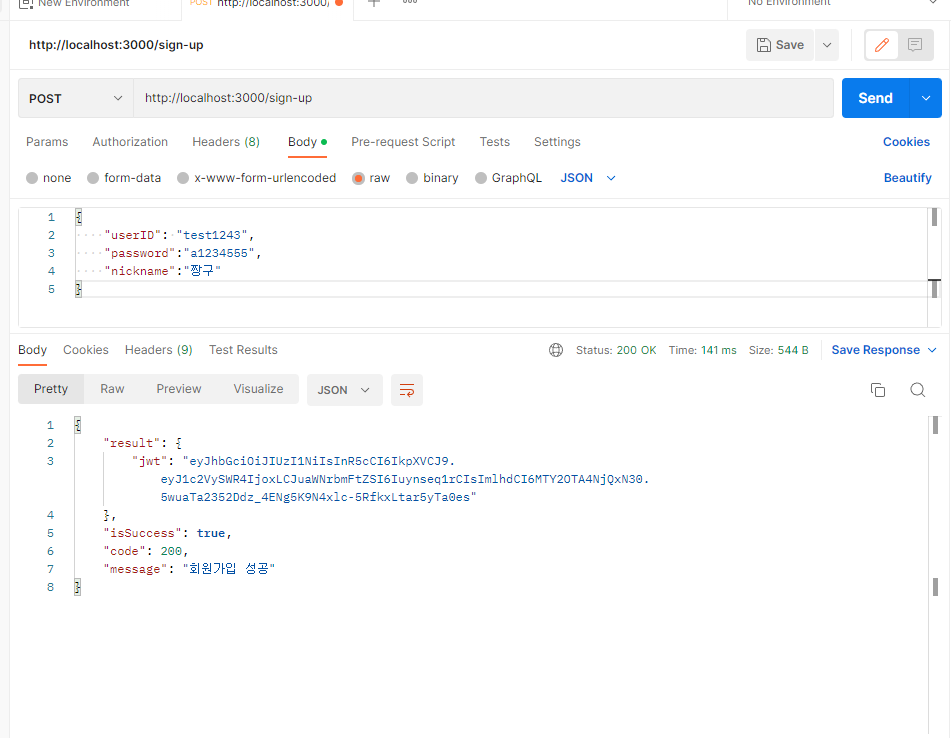 New Environment POST http://localhost:3000/ No Environment
http://localhost:3000/sign-up Save
POST http://localhost:3000/sign-up Send
Params Authorization Headers (8) Body Pre-request Script Tests Settings Cookies
none form-data x-www-form-urlencoded raw binary GraphQL JSON Beautify
1 {
2 "userID": "test1243",
3 "password":"a1234555",
4 "nickname":"짱구"
5 }
Body Cookies Headers (9) Test Results Status: 200 OK Time: 141 ms Size: 544 B Save Response
Pretty Raw Preview Visualize JSON
1 {
2 "result": {
3 "jwt": "eyJhbGciOiJIUzI1NiIsInR5cCI6IkpXVCJ9.
eyJ1c2VySWR4IjoxLCJuaWNrbmFtZSI6Iuynseq1rCIsImlhdCI6MTY2OTA4NjQxN30.
5wuaTa2352Ddz_4ENg5K9N4xlc-5RfkxLtar5yTa0es"
4 },
5 "isSuccess": true,
6 "code": 200,
7 "message": "회원가입 성공"
8 }